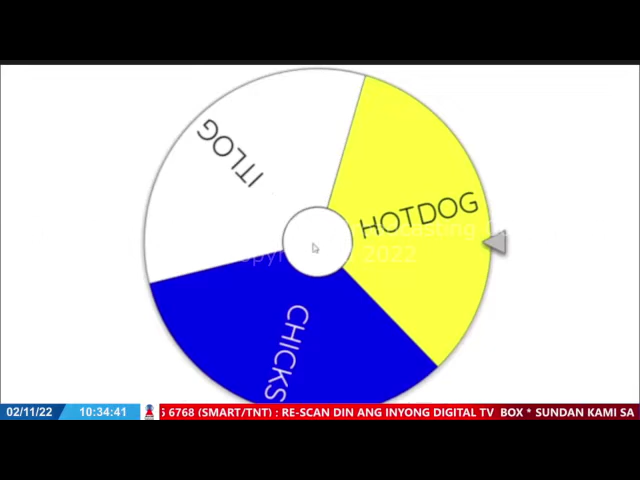 ITLOG
HOTDOG
CHICKS
2022
02/11/22 10:34:41 6768 (SMART/TNT) : RE-SCAN DIN ANG INYONG DIGITAL TV BOX * SUNDAN KAMI SA